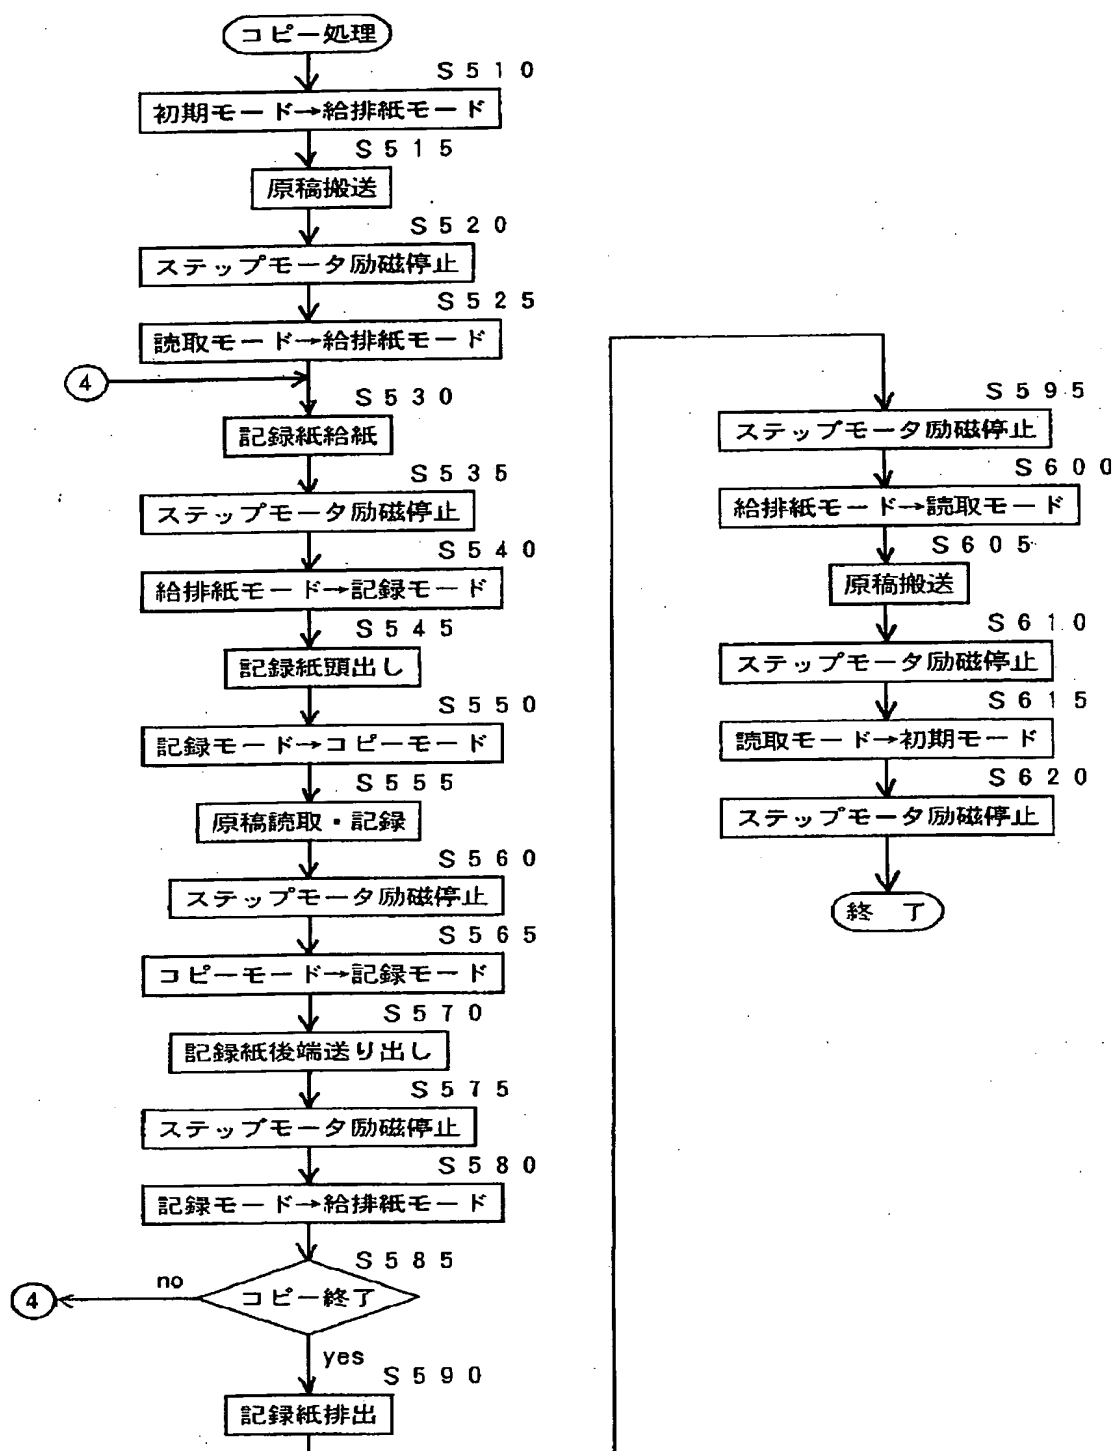 コピー処理
S510
初期モード→給排紙モード
S515
原稿搬送
S520
ステップモータ励磁停止
S525
読取モード→給排紙モード
4
S530
記録紙給紙
S535
ステップモータ励磁停止
S540
給排紙モード→記録モード
S545
記録紙頭出し
S550
記録モード→コピーモード
S555
原稿読取・記録
S560
ステップモータ励磁停止
S565
コピーモード→記録モード
S570
記録紙後端送り出し
S575
ステップモータ励磁停止
S580
記録モード→給排紙モード
S585
コピー終了
no
4
yes
S590
記録紙排出
S595
ステップモータ励磁停止
S600
給排紙モード→読取モード
S605
原稿搬送
S610
ステップモータ励磁停止
S615
読取モード→初期モード
S620
ステップモータ励磁停止
終 了